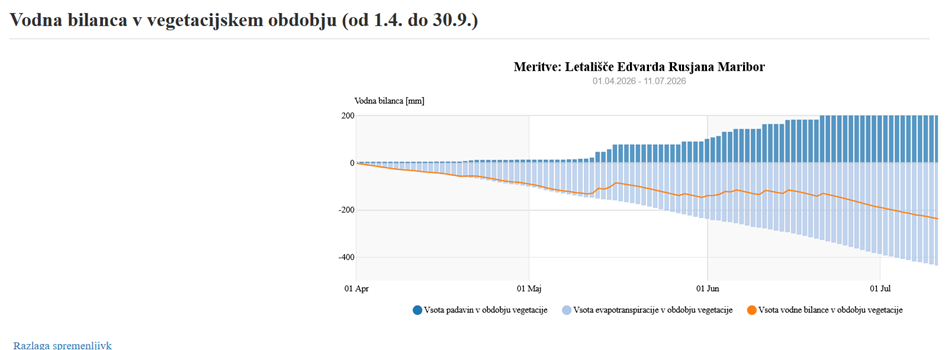 Vodna bilanca v vegetacijskem obdobju (od 1.4. do 30.9.)
Meritve: Letališče Edvarda Rusjana Maribor
01.04.2026 - 11.07.2026
Vodna bilanca [mm]
200
0
-200
-400
01 Apr 01 Maj 01 Jun 01 Jul
Vsota padavin v obdobju vegetacije Vsota evapotranspiracije v obdobju vegetacije Vsota vodne bilance v obdobju vegetacije
Razlaga spremenljivk